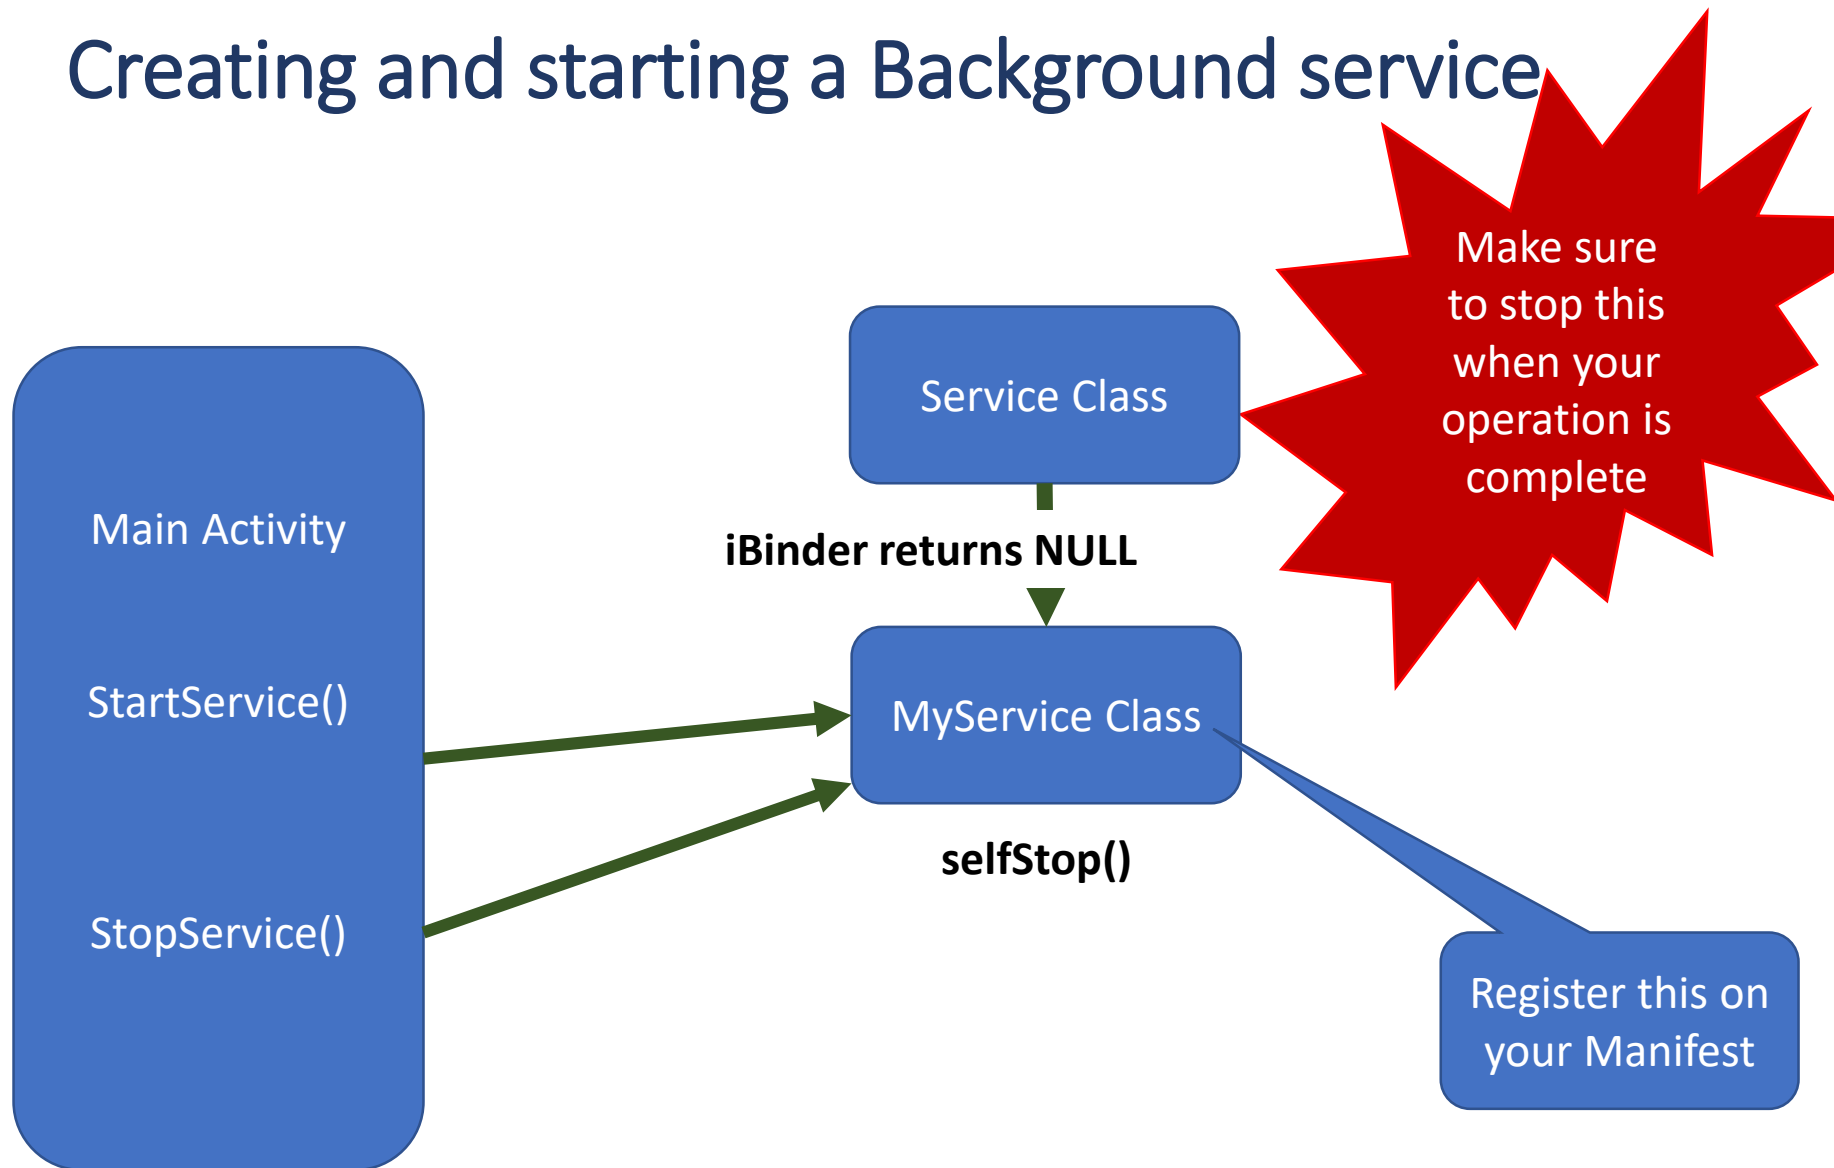 Creating and starting a Background service
Make sure
to stop this
when your
operation is
complete
Service Class
Main Activity
iBinder returns NULL
StartService()
MyService Class
selfStop()
StopService()
Register this on
your Manifest